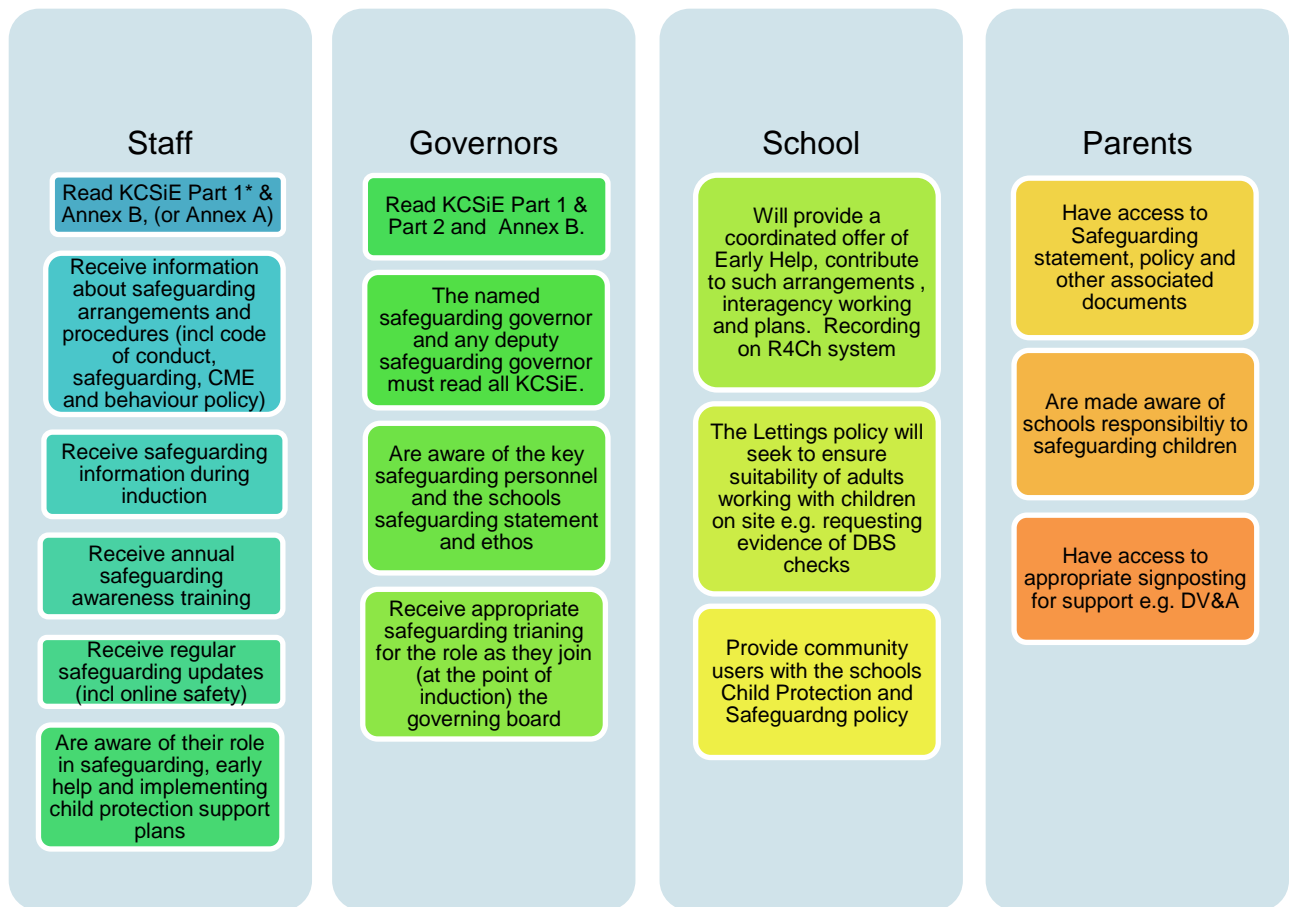 Staff
Read KCSiE Part 1* &
Annex B, (or Annex A)
Receive information
about safeguarding
arrangements and
procedures (incl code
of conduct,
safeguarding, CME
and behaviour policy)
Receive safeguarding
information during
induction
Receive annual
safeguarding
awareness training
Receive regular
safeguarding updates
(incl online safety)
Are aware of their role
in safeguarding, early
help and implementing
child protection support
plans
Governors
Read KCSiE Part 1 &
Part 2 and  Annex B.
The named
safeguarding governor
and any deputy
safeguarding governor
must read all KCSiE.
Are aware of the key
safeguarding personnel
and the schools
safeguarding statement
and ethos
Receive appropriate
safeguarding trianing
for the role as they join
(at the point of
induction) the
governing board
School
Will provide a
coordinated offer of
Early Help, contribute
to such arrangements ,
interagency working
and plans.  Recording
on R4Ch system
The Lettings policy will
seek to ensure
suitability of adults
working with children
on site e.g. requesting
evidence of DBS
checks
Provide community
users with the schools
Child Protection and
Safeguardng policy
Parents
Have access to
Safeguarding
statement, policy and
other associated
documents
Are made aware of
schools responsibiltiy to
safeguarding children
Have access to
appropriate signposting
for support e.g. DV&A